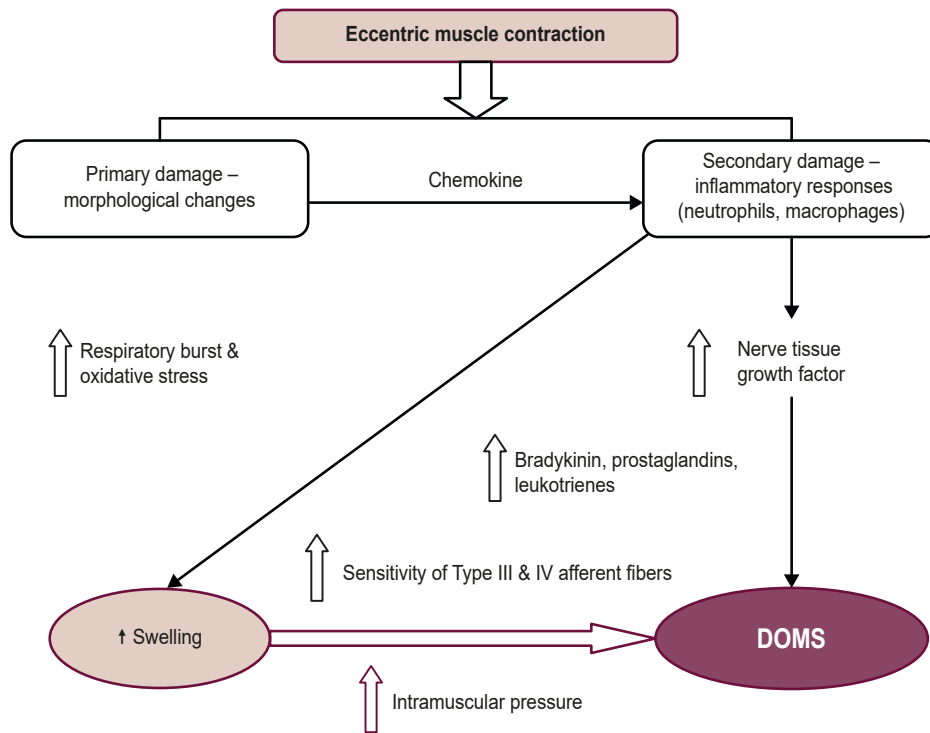 Eccentric muscle contraction
Primary damage –
morphological changes
Chemokine
Secondary damage –
inflammatory responses
(neutrophils, macrophages)
Respiratory burst &
oxidative stress
Nerve tissue
growth factor
Bradykinin, prostaglandins,
leukotrienes
Sensitivity of Type III & IV afferent fibers
↑ Swelling
DOMS
Intramuscular pressure